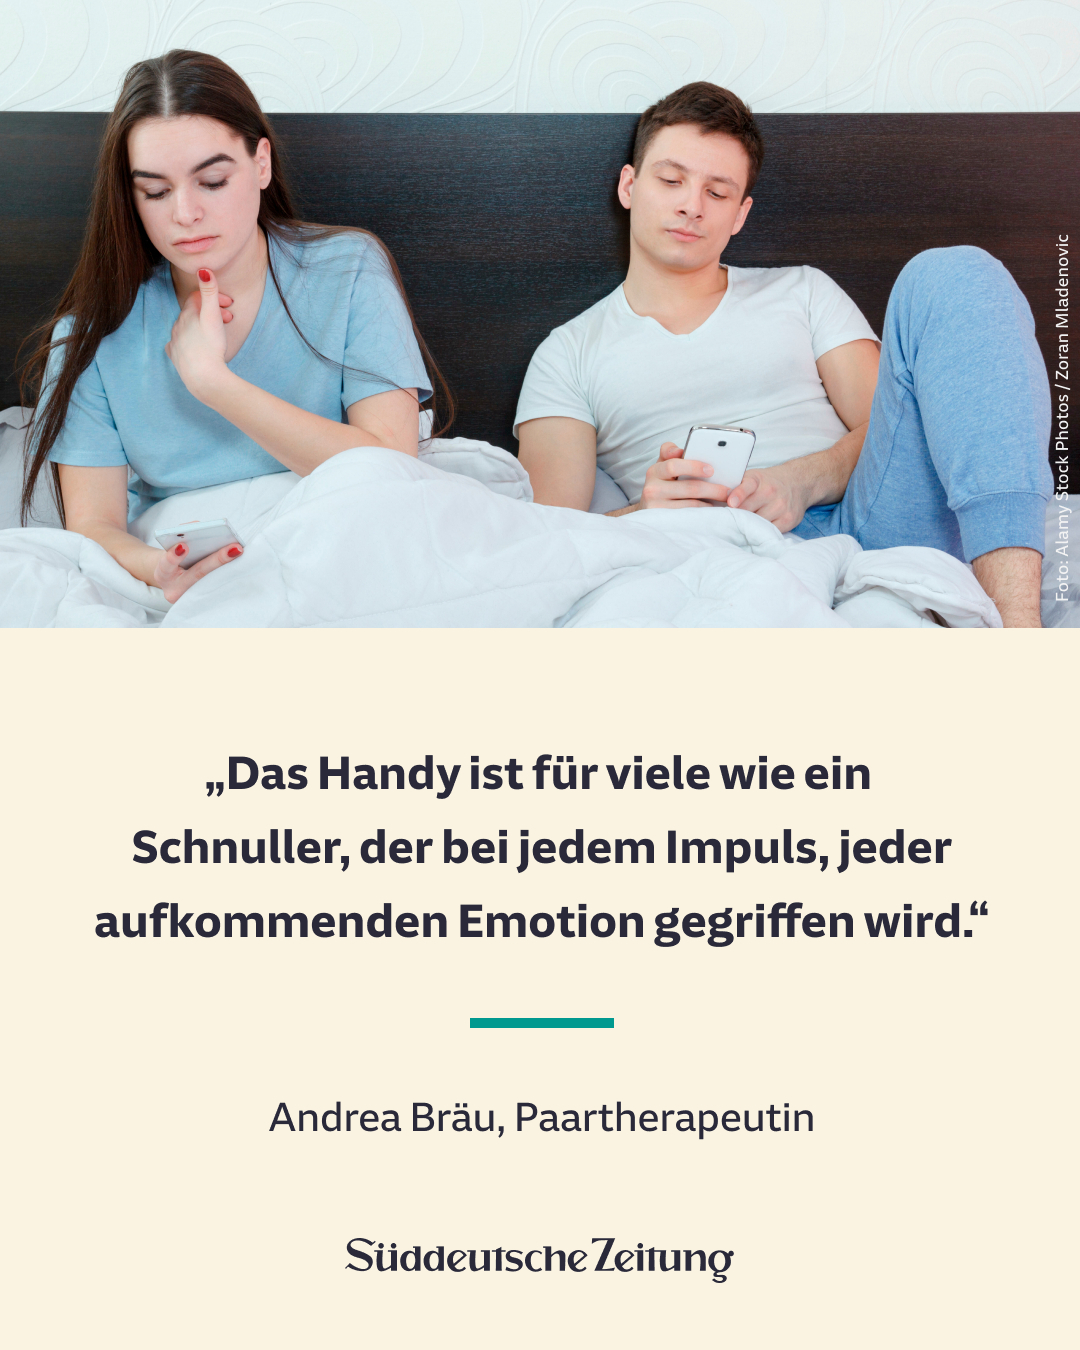 Foto: Alamy Stock Photos / Zoran Mladenovic
„Das Handy ist für viele wie ein
Schnuller, der bei jedem Impuls, jeder
aufkommenden Emotion gegriffen wird.“
Andrea Bräu, Paartherapeutin
Süddeutsche Zeitung